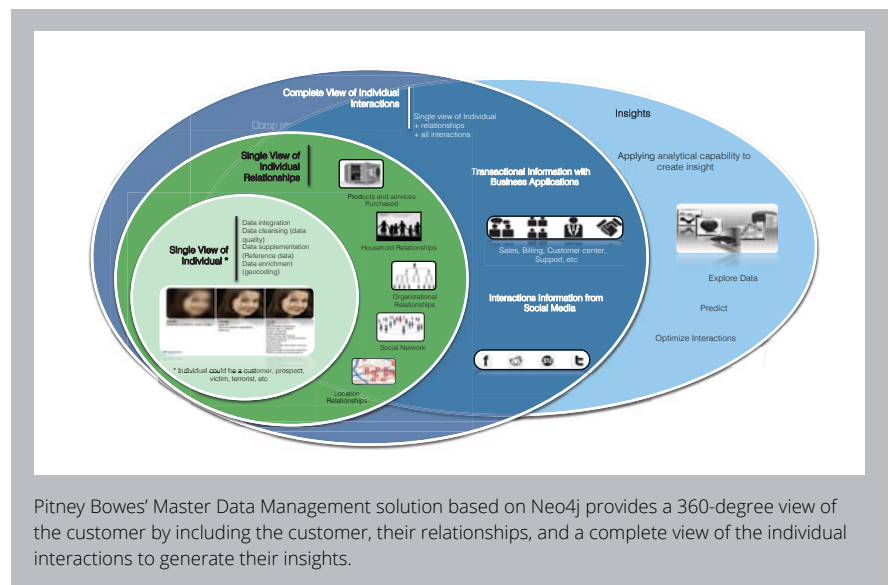 Complete View of Individual
Interactions
Single view of Individual
+ relationships
+ all interactions
Insights
Applying analytical capability to
create insight
Explore Data
Predict
Optimize Interactions
Transactional Information with
Business Applications
Sales, Billing, Customer center,
Support, etc
Interactions Information from
Social Media
Single View of
Individual
Relationships
Products and services
Purchased
Household Relationships
Organizational
Relationships
Social Network
Location
Relationships
Single View of
Individual *
Data integration
Data cleansing (data
quality)
Data supplementation
(Reference data)
Data enrichment
(geocoding)
* Individual could be a customer, prospect,
victim, terrorist, etc
Pitney Bowes’ Master Data Management solution based on Neo4j provides a 360-degree view of
the customer by including the customer, their relationships, and a complete view of the individual
interactions to generate their insights.